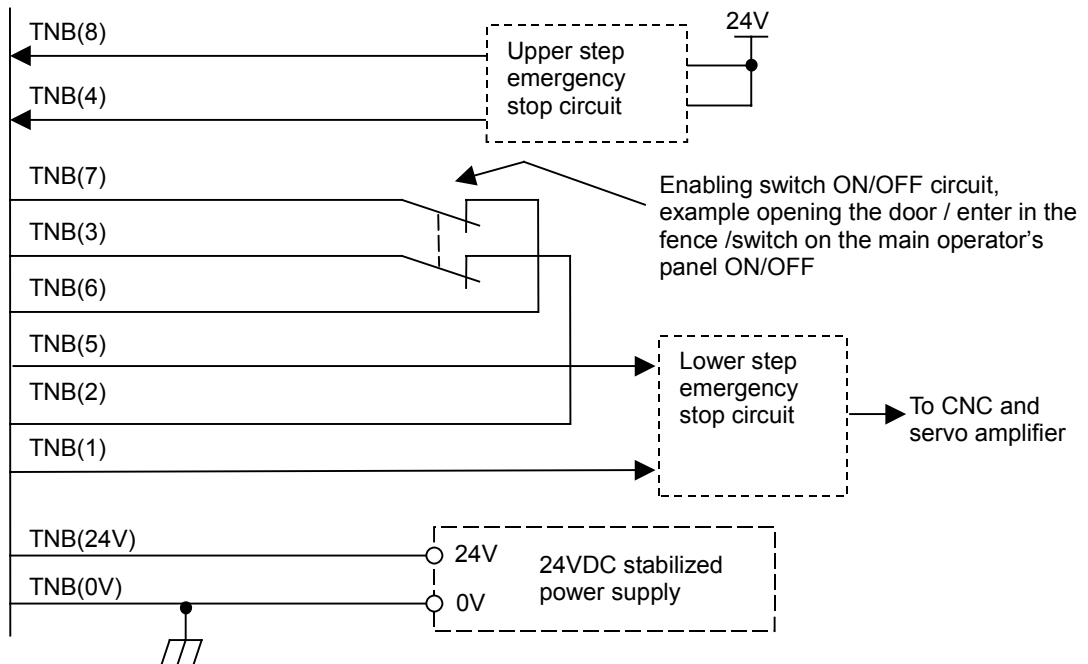 TNB(8)
24V
Upper step
emergency
stop circuit
TNB(4)
TNB(7)
Enabling switch ON/OFF circuit,
example opening the door / enter in the
fence /switch on the main operator's
panel ON/OFF
TNB(3)
TNB(6)
TNB(5)
Lower step
emergency
stop circuit
TNB(2)
To CNC and
servo amplifier
TNB(1)
TNB(24V)
24V
24VDC stabilized
power supply
TNB(0V)
0V